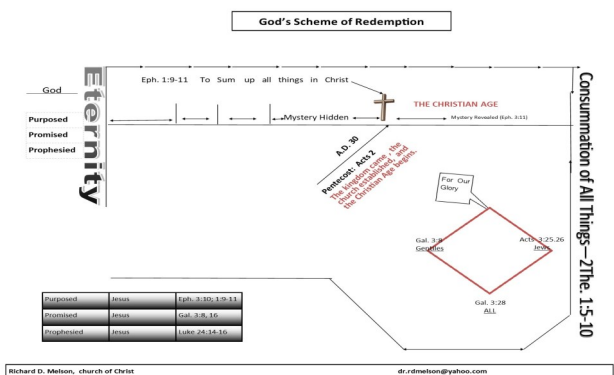 God's Scheme of Redemption
Eph. 1:9-11   To Sum up all things in Christ
God
Purposed
Promised
Prophesied
Eternity
Mystery Hidden
THE CHRISTIAN AGE
Mystery Revealed (Eph. 3:11)
A.D. 30
Pentecost: Acts 2
The kingdom came , the
church established, and
the Christian Age begins.
For Our
Glory
Gal. 3:8
Gentiles
Acts 3:25.26
Jews
Gal. 3:28
ALL
Consummation of All Things—2The. 1:5-10
Purposed Jesus Eph. 3:10; 1:9-11
Promised Jesus Gal. 3:8, 16
Prophesied Jesus Luke 24:14-16
Richard D. Melson, church of Christ dr.rdmelson@yahoo.com